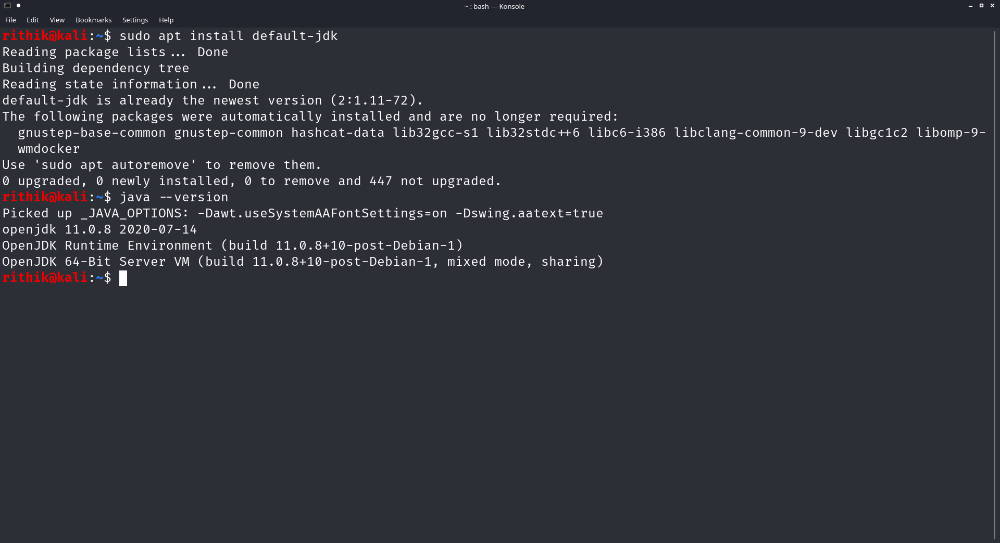 ~ : bash — Konsole
File Edit View Bookmarks Settings Help
rithik@kali:~$ sudo apt install default-jdk
Reading package lists... Done
Building dependency tree
Reading state information... Done
default-jdk is already the newest version (2:1.11-72).
The following packages were automatically installed and are no longer required:
  gnustep-base-common gnustep-common hashcat-data lib32gcc-s1 lib32stdc++6 libc6-i386 libclang-common-9-dev libgc1c2 libomp-9-
  wmdocker
Use 'sudo apt autoremove' to remove them.
0 upgraded, 0 newly installed, 0 to remove and 447 not upgraded.
rithik@kali:~$ java --version
Picked up _JAVA_OPTIONS: -Dawt.useSystemAAFontSettings=on -Dswing.aatext=true
openjdk 11.0.8 2020-07-14
OpenJDK Runtime Environment (build 11.0.8+10-post-Debian-1)
OpenJDK 64-Bit Server VM (build 11.0.8+10-post-Debian-1, mixed mode, sharing)
rithik@kali:~$